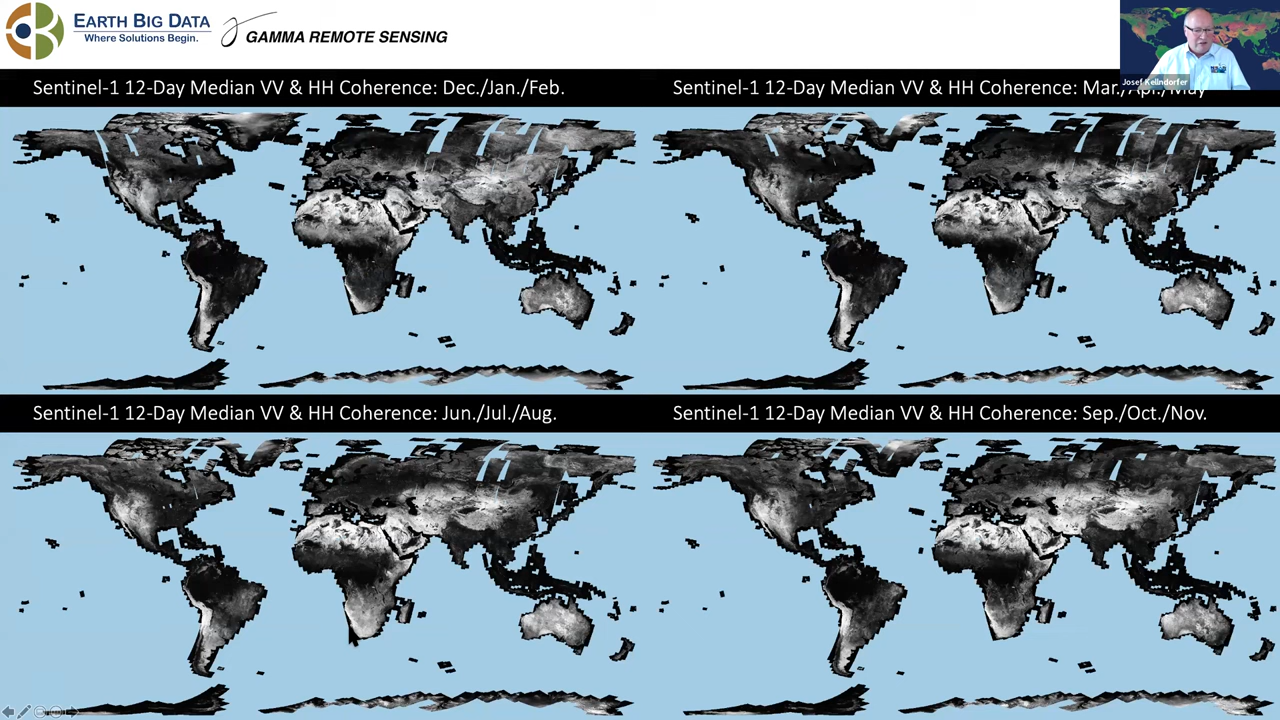 EARTH BIG DATA
Where Solutions Begin.
GAMMA REMOTE SENSING
Josef Kellndorfer
Sentinel-1 12-Day Median VV & HH Coherence: Dec./Jan./Feb.
Sentinel-1 12-Day Median VV & HH Coherence: Mar./Apr./May
Sentinel-1 12-Day Median VV & HH Coherence: Jun./Jul./Aug.
Sentinel-1 12-Day Median VV & HH Coherence: Sep./Oct./Nov.